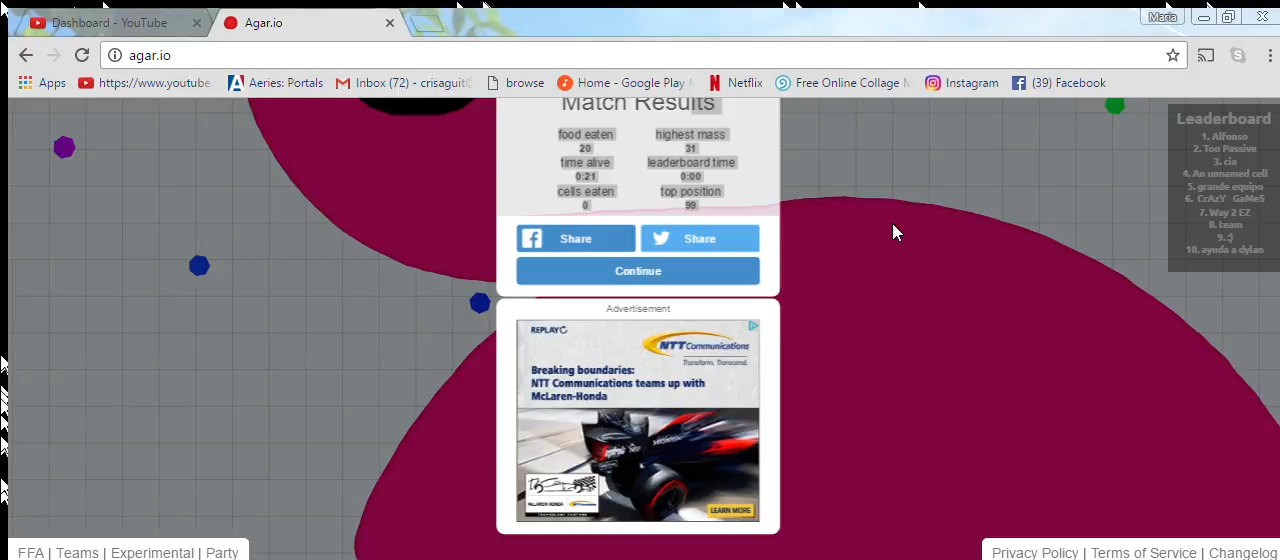 Dashboard - YouTube
Agar.io
Maria
agar.io
Apps
https://www.youtube
Aeries: Portals
Inbox (72) - crisaguit
browse
Home - Google Play
Netflix
Free Online Collage M
Instagram
(39) Facebook
Match Results
food eaten highest mass
20 31
time alive leaderboard time
0:21 0:00
cells eaten top position
0 99
Share Share
Continue
Advertisement
REPLAY
NTT Communications
Transform. Transcend.
Breaking boundaries:
NTT Communications teams up with
McLaren-Honda
LEARN MORE
Leaderboard
1. Alfonso
2. Too Passive
3. cia
4. An unnamed cell
5. grande equipo
6. CrAzY GaMeS
7. Way 2 EZ
8. team
9. :)
10. ayuda a dylan
FFA | Teams | Experimental | Party
Privacy Policy | Terms of Service | Changelog